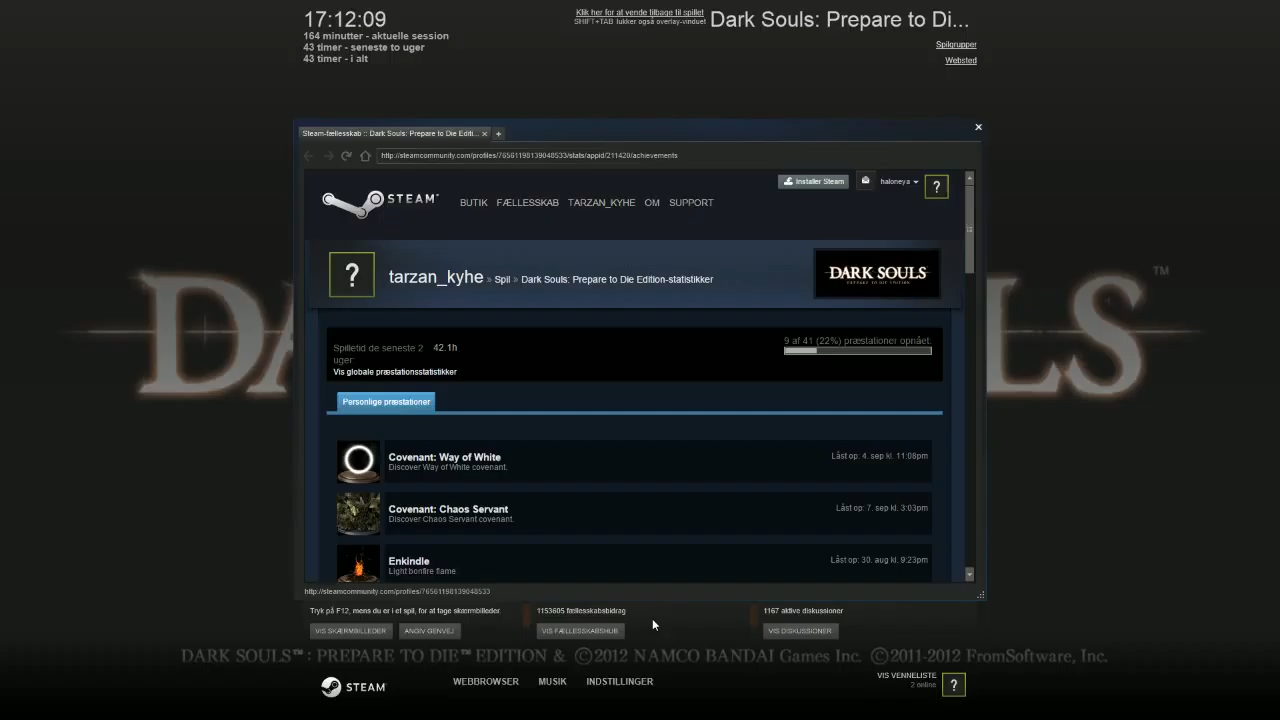 17:12:09
164 minutter - aktuelle session
43 timer - seneste to uger
43 timer - i alt
Klik her for at vende tilbage til spillet
SHIFT+TAB lukker også overlay-vinduet
Dark Souls: Prepare to Di...
Spilgrupper
Websted
Steam-fællesskab :: Dark Souls: Prepare to Die Editi...
http://steamcommunity.com/profiles/76561198139048533/stats/appid/211420/achievements
Installer Steam
haloneya
STEAM
BUTIK FÆLLESSKAB TARZAN_KYHE OM SUPPORT
tarzan_kyhe » Spil » Dark Souls: Prepare to Die Edition-statistikker
DARK SOULS
PREPARE TO DIE EDITION
Spilletid de seneste 2 uger: 42.1h
Vis globale præstationsstatistikker
9 af 41 (22%) præstationer opnået.
Personlige præstationer
Covenant: Way of White
Discover Way of White covenant.
Låst op: 4. sep kl. 11:08pm
Covenant: Chaos Servant
Discover Chaos Servant covenant.
Låst op: 7. sep kl. 3:03pm
Enkindle
Light bonfire flame.
Låst op: 30. aug kl. 9:23pm
http://steamcommunity.com/profiles/76561198139048533
Tryk på F12, mens du er i et spil, for at tage skærmbilleder.
1153605 fællesskabsbidrag
1167 aktive diskussioner
VIS SKÆRMBILLEDER
ANGIV GENVEJ
VIS FÆLLESSKABSHUB
VIS DISKUSSIONER
DARK SOULS™ : PREPARE TO DIE™ EDITION & ©2012 NAMCO BANDAI Games Inc. ©2011-2012 FromSoftware, Inc.
STEAM
WEBBROWSER MUSIK INDSTILLINGER
VIS VENNELISTE
2 online